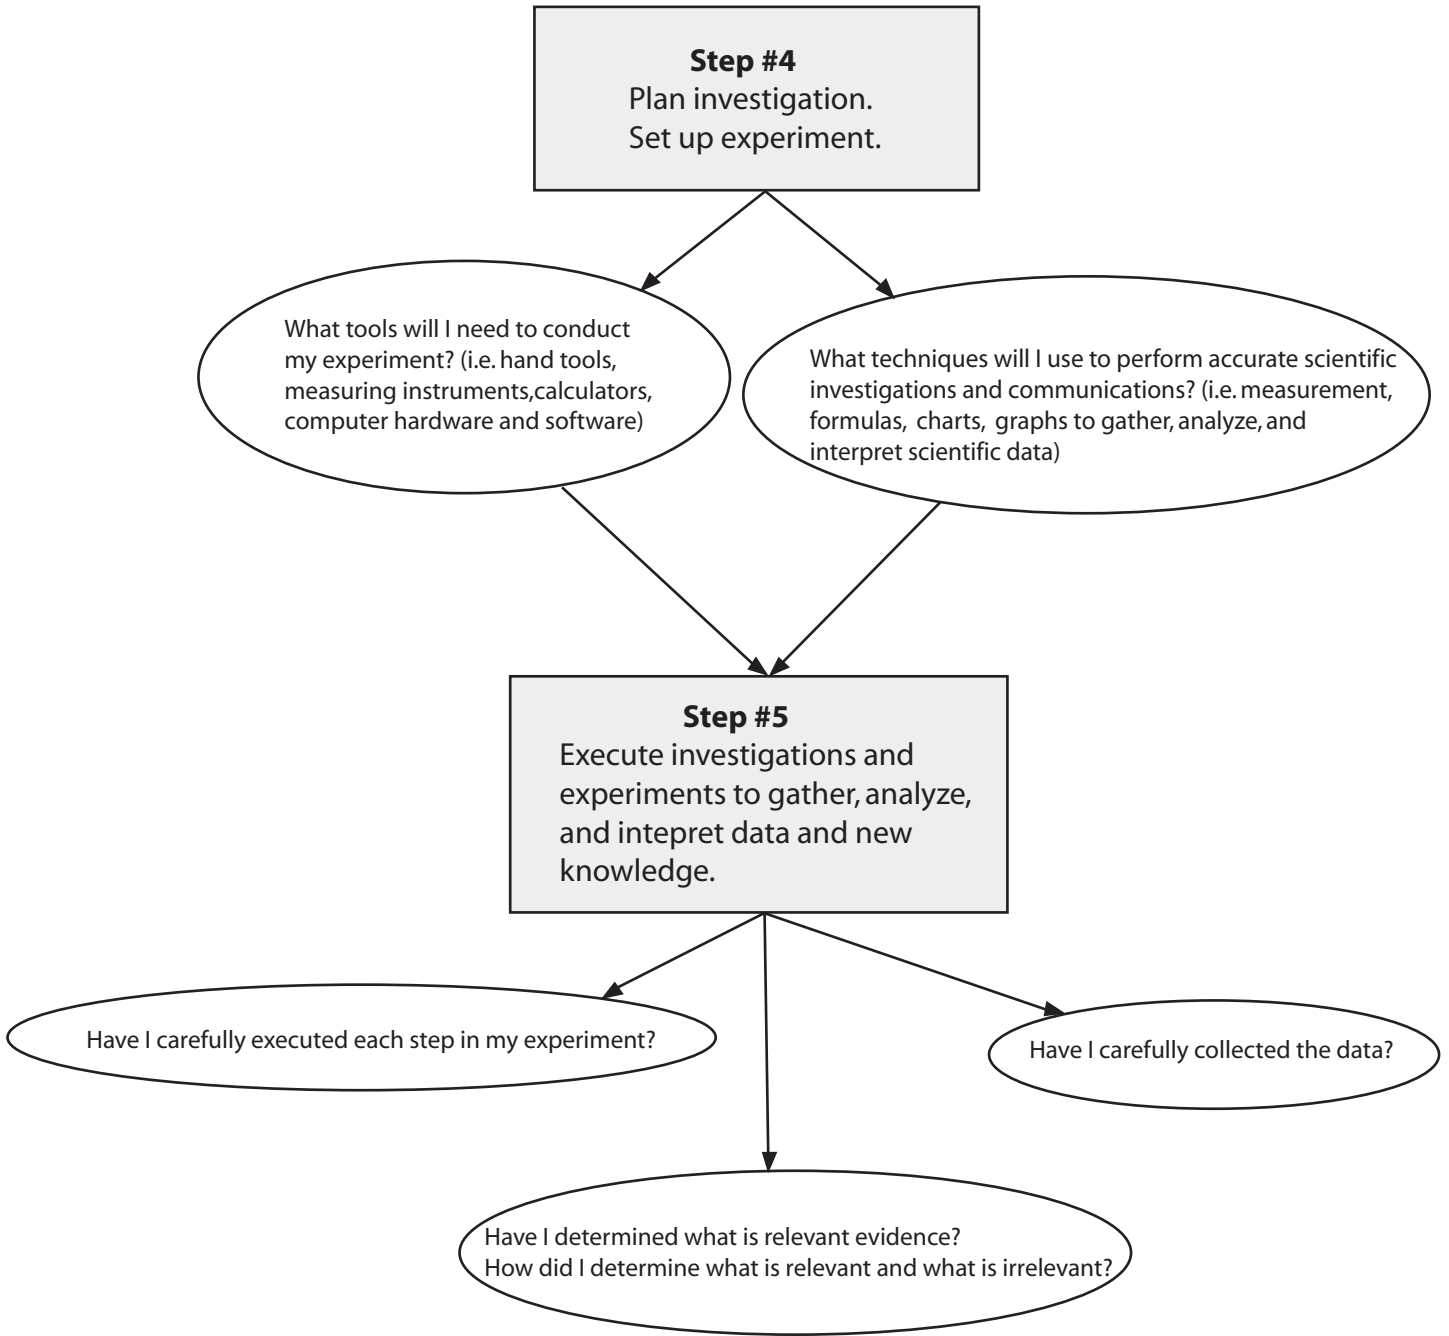 Step #4
Plan investigation.
Set up experiment.
What tools will I need to conduct
my experiment? (i.e. hand tools,
measuring instruments,calculators,
computer hardware and software)
What techniques will I use to perform accurate scientific
investigations and communications? (i.e. measurement,
formulas, charts, graphs to gather, analyze, and
interpret scientific data)
Step #5
Execute investigations and
experiments to gather, analyze,
and intepret data and new
knowledge.
Have I carefully executed each step in my experiment?
Have I carefully collected the data?
Have I determined what is relevant evidence?
How did I determine what is relevant and what is irrelevant?